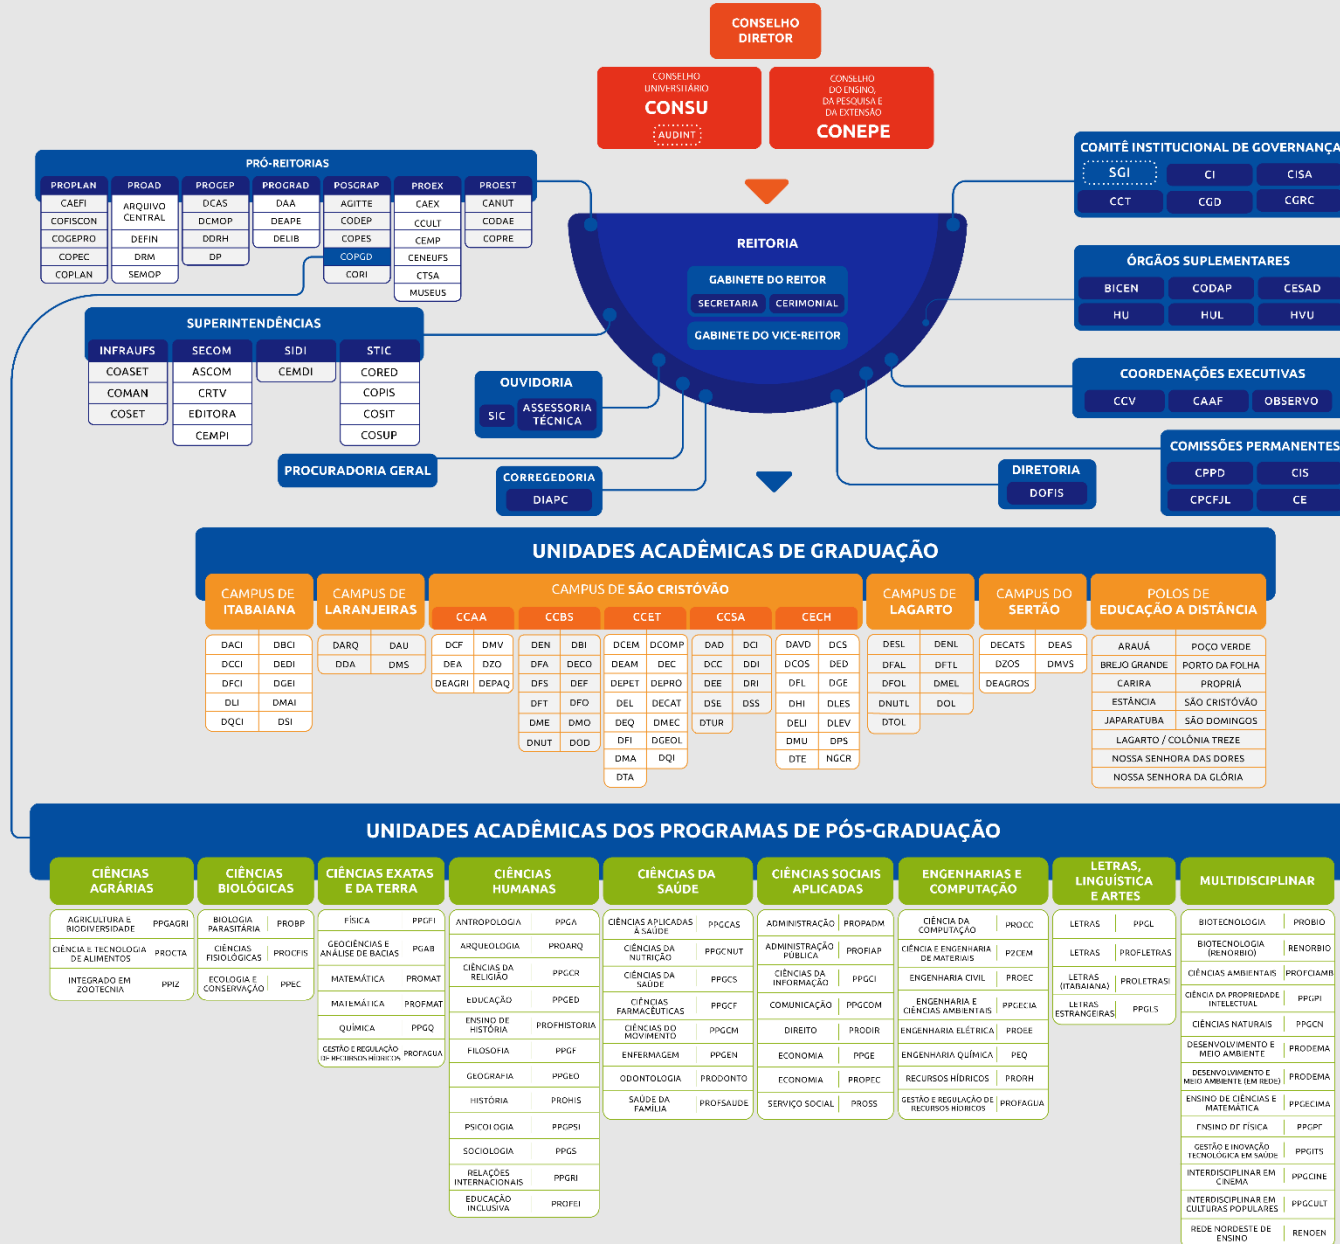 CONSELHO
DIRETOR
CONSELHO
UNIVERSITÁRIO
CONSU
AUDINT
CONSELHO
DO ENSINO,
DA PESQUISA E
DA EXTENSÃO
CONEPE
PRÓ-REITORIAS
PROPLAN PROAD PROGEP PROGRAD POSGRAP PROEX PROEST
CAEFI
COFISCON
COGEPRO
COPEC
COPLAN
ARQUIVO
CENTRAL
DEFIN
DRM
SEMOP
DCAS
DCMOP
DDRH
DP
DAA
DEAPE
DELIB
AGITTE
CODEP
COPES
COPGD
CORI
CAEX
CCULT
CEMP
CENEUFS
CTSA
MUSEUS
CANUT
CODAE
COPRE
COMITÊ INSTITUCIONAL DE GOVERNANÇA
SGI CI CISA
CCT CGD CGRC
REITORIA
GABINETE DO REITOR
SECRETARIA CERIMONIAL
GABINETE DO VICE-REITOR
ÓRGÃOS SUPLEMENTARES
BICEN CODAP CESAD
HU HUL HVU
SUPERINTENDÊNCIAS
INFRAUFS SECOM SIDI STIC
COASET ASCOM CEMDI CORED
COMAN CRTV COPIS
COSET EDITORA COSIT
CEMPI COSUP
OUVIDORIA
SIC
ASSESSORIA
TÉCNICA
COORDENAÇÕES EXECUTIVAS
CCV CAAF OBSERVO
PROCURADORIA GERAL
CORREGEDORIA
DIAPC
DIRETORIA
DOFIS
COMISSÕES PERMANENTES
CPPD CIS
CPCFJL CE
UNIDADES ACADÊMICAS DE GRADUAÇÃO
CAMPUS DE
ITABAIANA
DACI DBCI
DCCI DEDI
DFCI DGEI
DLI DMAI
DQCI DSI
CAMPUS DE
LARANJEIRAS
DARQ DAU
DDA DMS
CAMPUS DE SÃO CRISTÓVÃO
CCAA
DCF DMV
DEA DZO
DEAGRI DEPAQ
CCBS
DEN DBI
DFA DECO
DFS DEF
DFT DFO
DME DMO
DNUT DOD
CCET
DCEM DCOMP
DEAM DEC
DEPET DEPRO
DEL DECAT
DEQ DMEC
DFI DGEOL
DMA DQI
DTA
CCSA
DAD DCI
DCC DDI
DEE DRI
DSE DSS
DTUR
CECH
DAVD DCS
DCOS DED
DFL DGE
DHI DLES
DELI DLEV
DMU DPS
DTE NGCR
CAMPUS DE
LAGARTO
DESL DENL
DFAL DFTL
DFOL DMEL
DNUTL DOL
DTOL
CAMPUS DO
SERTÃO
DECATS DEAS
DZOS DMVS
DEAGROS
POLOS DE
EDUCAÇÃO A DISTÂNCIA
ARAUÁ POÇO VERDE
BREJO GRANDE PORTO DA FOLHA
CARIRA PROPRIÁ
ESTÂNCIA SÃO CRISTÓVÃO
JAPARATUBA SÃO DOMINGOS
LAGARTO / COLÔNIA TREZE
NOSSA SENHORA DAS DORES
NOSSA SENHORA DA GLÓRIA
UNIDADES ACADÊMICAS DOS PROGRAMAS DE PÓS-GRADUAÇÃO
CIÊNCIAS
AGRÁRIAS
AGRICULTURA E
BIODIVERSIDADE PPGAGRI
CIÊNCIA E TECNOLOGIA
DE ALIMENTOS PROCTA
INTEGRADO EM
ZOOTECNIA PPIZ
CIÊNCIAS
BIOLÓGICAS
BIOLOGIA
PARASITÁRIA PROBP
CIÊNCIAS
FISIOLÓGICAS PROCFIS
ECOLOGIA E
CONSERVAÇÃO PPEC
CIÊNCIAS EXATAS
E DA TERRA
FÍSICA PPGFI
GEOCIÊNCIAS E
ANÁLISE DE BACIAS PGAB
MATEMÁTICA PROMAT
MATEMÁTICA PROFMAT
QUÍMICA PPGQ
GESTÃO E REGULAÇÃO
DE RECURSOS HÍDRICOS PROFAGUA
CIÊNCIAS
HUMANAS
ANTROPOLOGIA PPGA
ARQUEOLOGIA PROARQ
CIÊNCIAS DA
RELIGIÃO PPGCR
EDUCAÇÃO PPGED
ENSINO DE
HISTÓRIA PROFHISTORIA
FILOSOFIA PPGF
GEOGRAFIA PPGEO
HISTÓRIA PROHIS
PSICOLOGIA PPGPSI
SOCIOLOGIA PPGS
RELAÇÕES
INTERNACIONAIS PPGRI
EDUCAÇÃO
INCLUSIVA PROFEI
CIÊNCIAS DA
SAÚDE
CIÊNCIAS APLICADAS
À SAÚDE PPGCAS
CIÊNCIAS DA
NUTRIÇÃO PPGCNUT
CIÊNCIAS DA
SAÚDE PPGCS
CIÊNCIAS
FARMACÊUTICAS PPGCF
CIÊNCIAS DO
MOVIMENTO PPGCM
ENFERMAGEM PPGEN
ODONTOLOGIA PRODONTO
SAÚDE DA
FAMÍLIA PROFSAUDE
CIÊNCIAS SOCIAIS
APLICADAS
ADMINISTRAÇÃO PROPADM
ADMINISTRAÇÃO
PÚBLICA PROFIAP
CIÊNCIAS DA
INFORMAÇÃO PPGCI
COMUNICAÇÃO PPGCOM
DIREITO PRODIR
ECONOMIA PPGE
ECONOMIA PROPEC
SERVIÇO SOCIAL PROSS
ENGENHARIAS E
COMPUTAÇÃO
CIÊNCIA DA
COMPUTAÇÃO PROCC
CIÊNCIA E ENGENHARIA
DE MATERIAIS P2CEM
ENGENHARIA CIVIL PROEC
ENGENHARIA E
CIÊNCIAS AMBIENTAIS PPGECIA
ENGENHARIA ELÉTRICA PROEE
ENGENHARIA QUÍMICA PEQ
RECURSOS HÍDRICOS PRORH
GESTÃO E REGULAÇÃO DE
RECURSOS HÍDRICOS PROFAGUA
LETRAS,
LINGUÍSTICA
E ARTES
LETRAS PPGL
LETRAS PROFLETRAS
LETRAS
(ITABAIANA) PROLETRASI
LETRAS
ESTRANGEIRAS PPGLS
MULTIDISCIPLINAR
BIOTECNOLOGIA PROBIO
BIOTECNOLOGIA
(RENORBIO) RENORBIO
CIÊNCIAS AMBIENTAIS PROFCIAMB
CIÊNCIA DA PROPRIEDADE
INTELECTUAL PPGPI
CIÊNCIAS NATURAIS PPGCN
DESENVOLVIMENTO E
MEIO AMBIENTE PRODEMA
DESENVOLVIMENTO E
MEIO AMBIENTE (EM REDE) PRODEMA
ENSINO DE CIÊNCIAS E
MATEMÁTICA PPGECIMA
ENSINO DE FÍSICA PPGPF
GESTÃO E INOVAÇÃO
TECNOLÓGICA EM SAÚDE PPGITS
INTERDISCIPLINAR EM
CINEMA PPGCINE
INTERDISCIPLINAR EM
CULTURAS POPULARES PPGCULT
REDE NORDESTE DE
ENSINO RENOEN